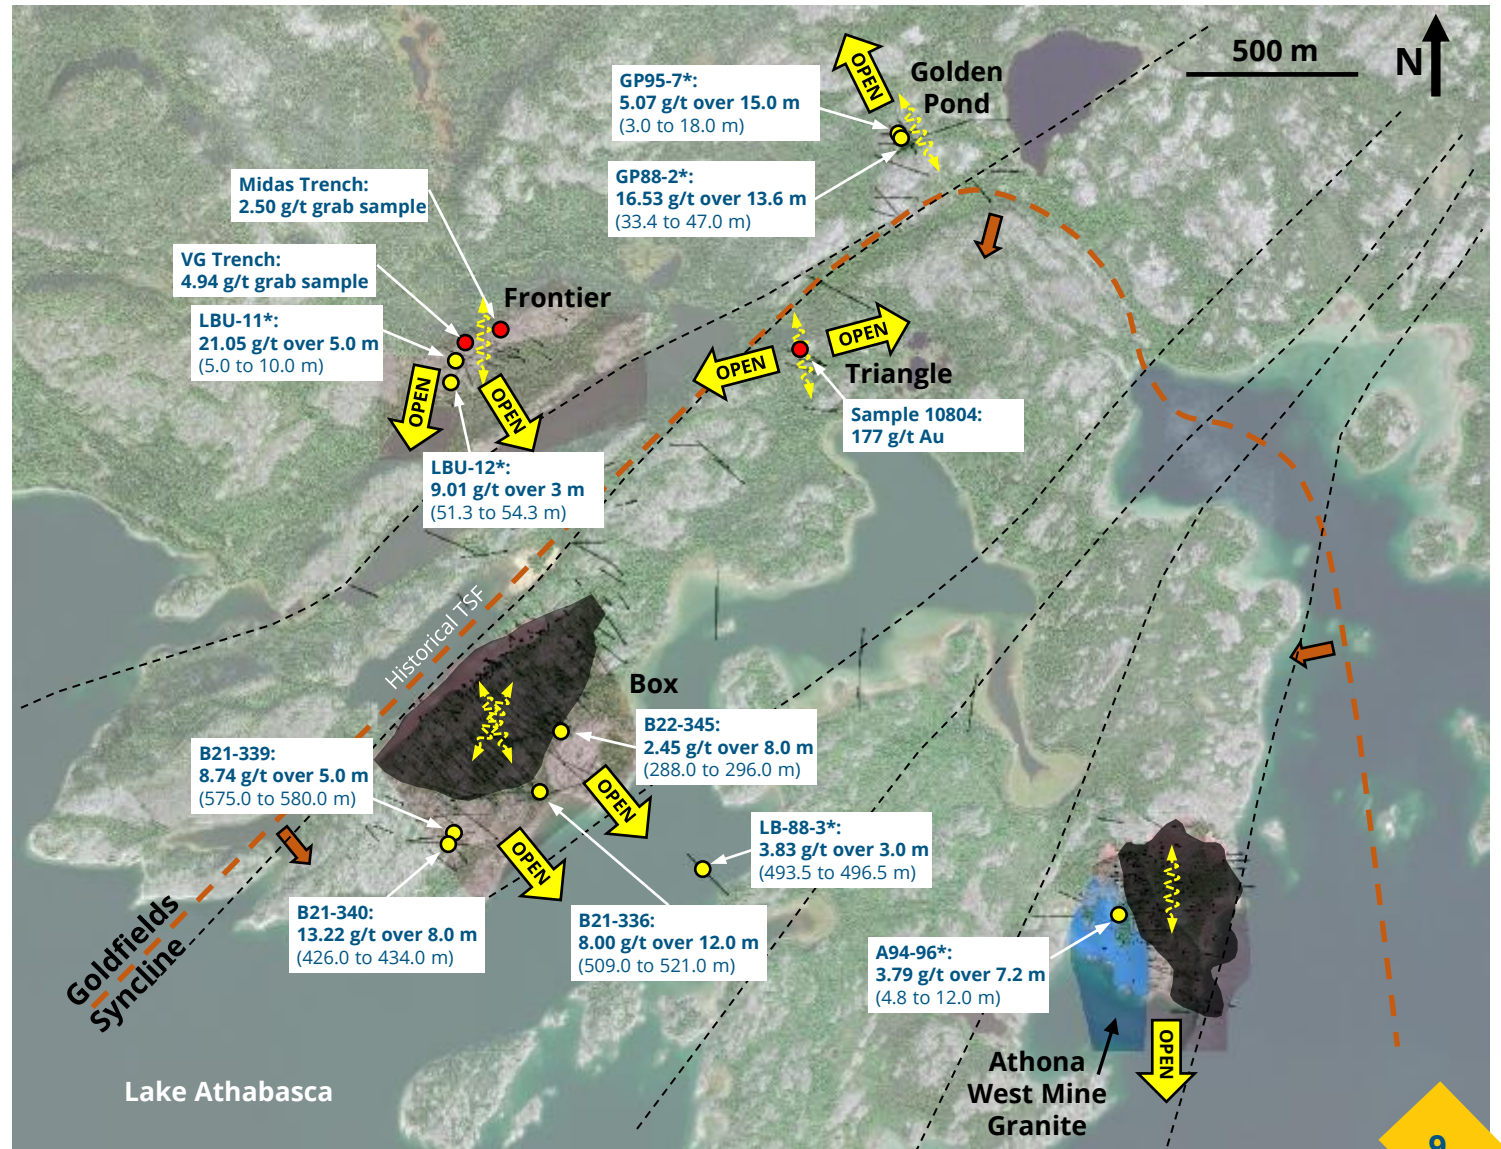 500 m
N
OPEN
Golden
Pond
GP95-7*:
5.07 g/t over 15.0 m
(3.0 to 18.0 m)
GP88-2*:
16.53 g/t over 13.6 m
(33.4 to 47.0 m)
Midas Trench:
2.50 g/t grab sample
VG Trench:
4.94 g/t grab sample
Frontier
LBU-11*:
21.05 g/t over 5.0 m
(5.0 to 10.0 m)
OPEN
OPEN
OPEN
OPEN
Triangle
Sample 10804:
177 g/t Au
LBU-12*:
9.01 g/t over 3 m
(51.3 to 54.3 m)
Historical TSF
Box
B22-345:
2.45 g/t over 8.0 m
(288.0 to 296.0 m)
B21-339:
8.74 g/t over 5.0 m
(575.0 to 580.0 m)
OPEN
OPEN
LB-88-3*:
3.83 g/t over 3.0 m
(493.5 to 496.5 m)
B21-340:
13.22 g/t over 8.0 m
(426.0 to 434.0 m)
B21-336:
8.00 g/t over 12.0 m
(509.0 to 521.0 m)
Goldfields
Syncline
A94-96*:
3.79 g/t over 7.2 m
(4.8 to 12.0 m)
OPEN
Athona
West Mine
Granite
Lake Athabasca
9